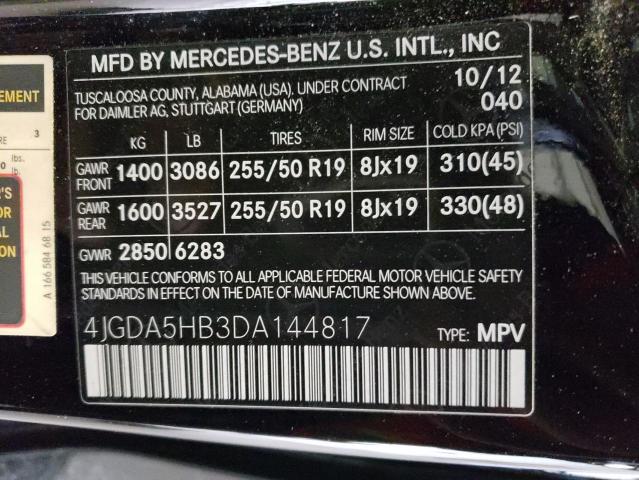 MFD BY MERCEDES-BENZ U.S. INTL., INC
TUSCALOOSA COUNTY, ALABAMA (USA). UNDER CONTRACT 10/12
FOR DAIMLER AG, STUTTGART (GERMANY) 040
KG LB TIRES RIM SIZE COLD KPA (PSI)
GAWR FRONT 1400 3086 255/50 R19 8Jx19 310(45)
GAWR REAR 1600 3527 255/50 R19 8Jx19 330(48)
GVWR 2850 6283
THIS VEHICLE CONFORMS TO ALL APPLICABLE FEDERAL MOTOR VEHICLE SAFETY
STANDARDS IN EFFECT ON THE DATE OF MANUFACTURE SHOWN ABOVE.
4JGDA5HB3DA144817 TYPE: MPV
EMENT
3
lbs.
lb.
ION
A 166 584 68 15